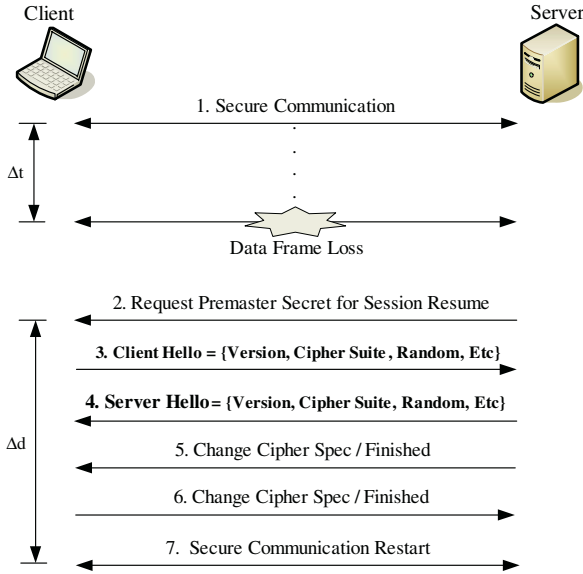 Client
Server
1. Secure Communication
Δt
Data Frame Loss
2. Request Premaster Secret for Session Resume
3. Client Hello = {Version, Cipher Suite, Random, Etc}
4. Server Hello = {Version, Cipher Suite, Random, Etc}
Δd
5. Change Cipher Spec / Finished
6. Change Cipher Spec / Finished
7. Secure Communication Restart